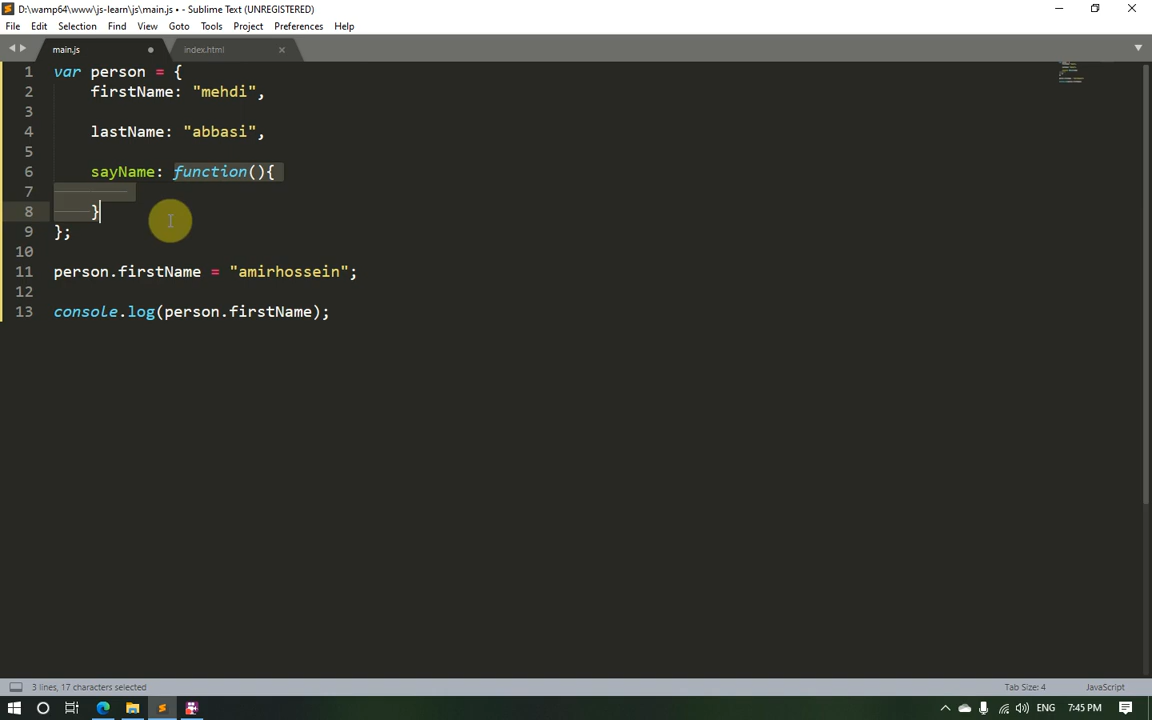 D:\wamp64\www\js-learn\js\main.js • - Sublime Text (UNREGISTERED)
File Edit Selection Find View Goto Tools Project Preferences Help
main.js index.html
1 var person = {
2 firstName: "mehdi",
3
4 lastName: "abbasi",
5
6 sayName: function(){
7
8 }
9 };
10
11 person.firstName = "amirhossein";
12
13 console.log(person.firstName);
3 lines, 17 characters selected Tab Size: 4 JavaScript
ENG 7:45 PM